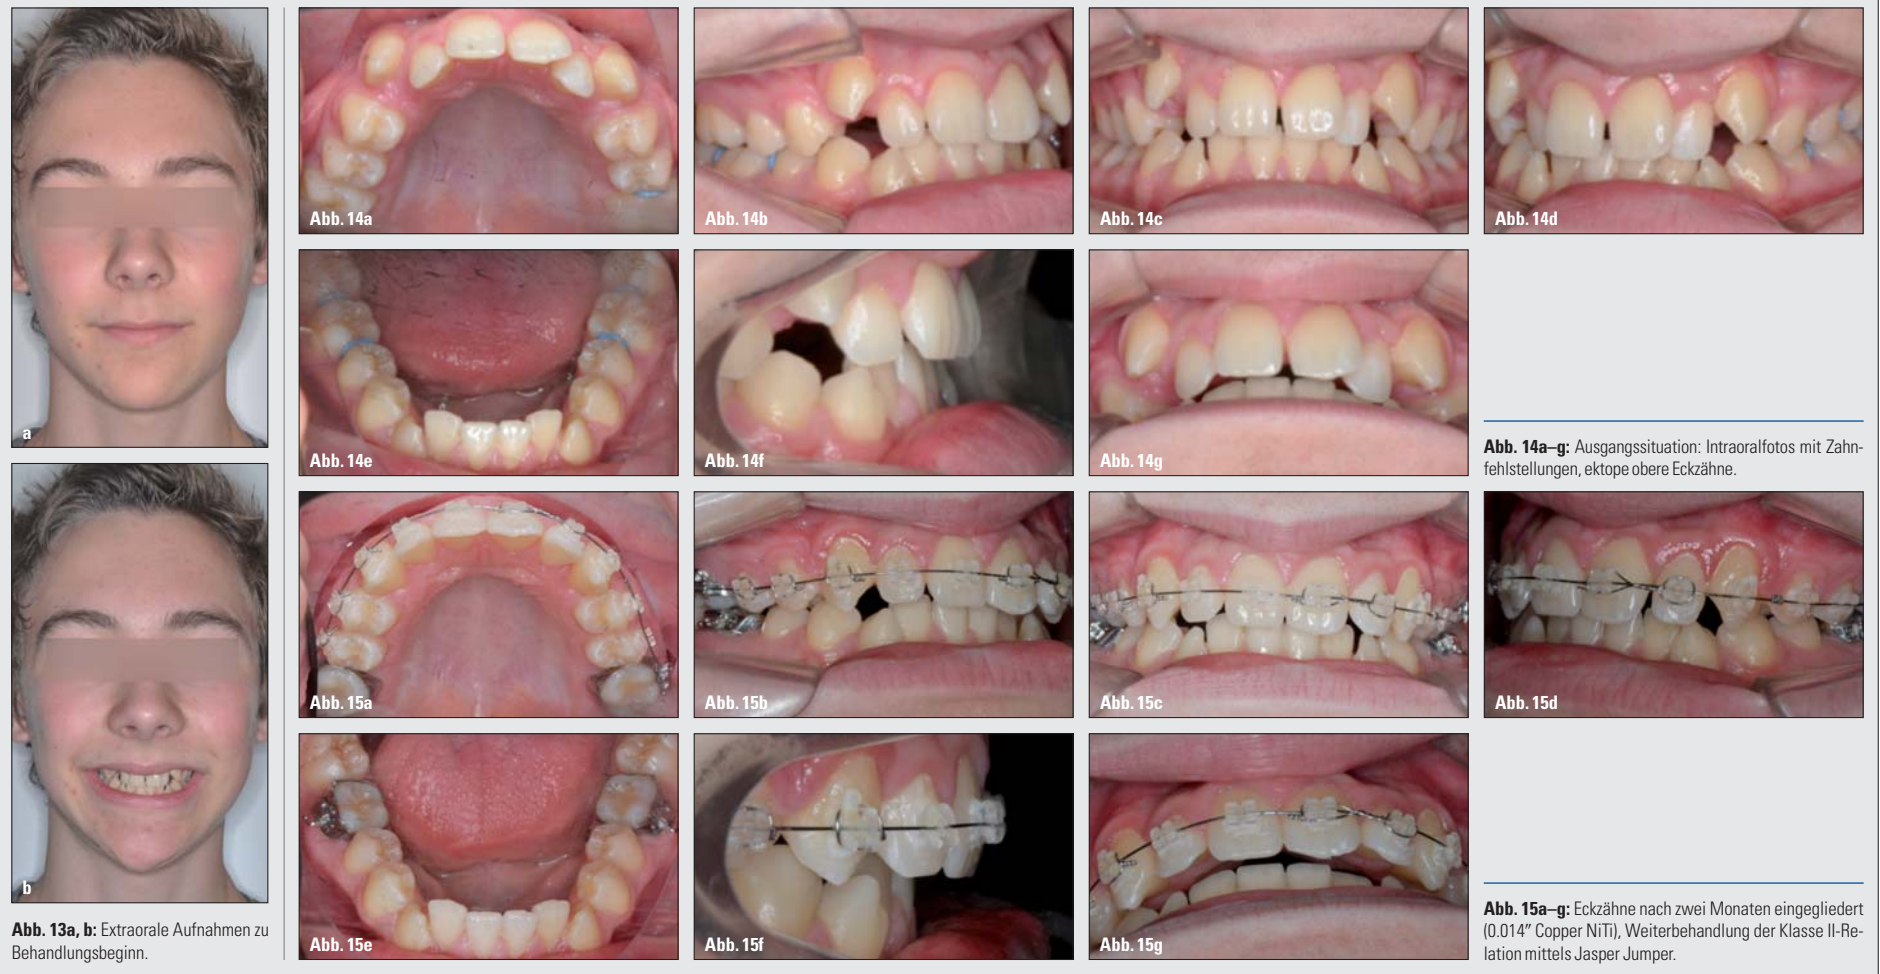 a
b
Abb. 13a, b: Extraorale Aufnahmen zu
Behandlungsbeginn.
Abb. 14a
Abb. 14b
Abb. 14c
Abb. 14d
Abb. 14e
Abb. 14f
Abb. 14g
Abb. 14a–g: Ausgangssituation: Intraoralfotos mit Zahn-
fehlstellungen, ektope obere Eckzähne.
Abb. 15a
Abb. 15b
Abb. 15c
Abb. 15d
Abb. 15e
Abb. 15f
Abb. 15g
Abb. 15a–g: Eckzähne nach zwei Monaten eingegliedert
(0.014″ Copper NiTi), Weiterbehandlung der Klasse II-Re-
lation mittels Jasper Jumper.